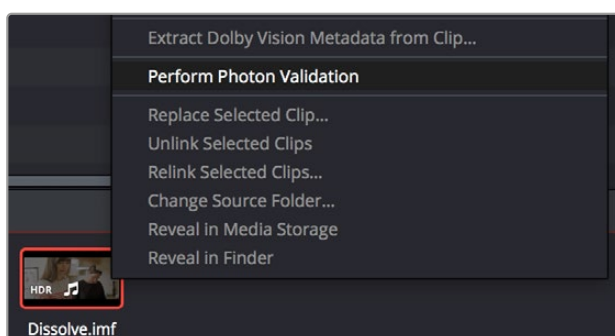 Extract Dolby Vision Metadata from Clip...
Perform Photon Validation
Replace Selected Clip...
Unlink Selected Clips
Relink Selected Clips...
Change Source Folder...
Reveal in Media Storage
Reveal in Finder
HDR
Dissolve.imf